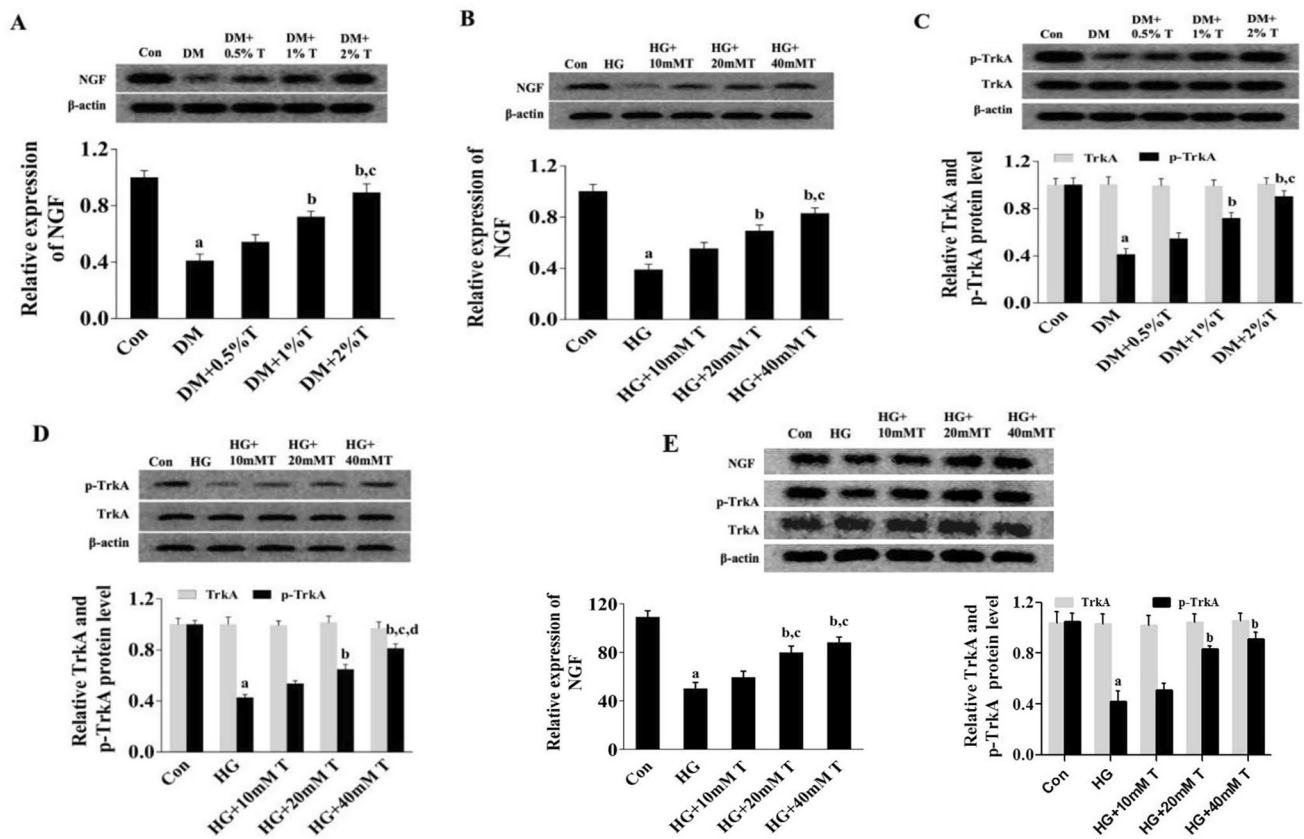 A
Con DM DM+ 0.5% T DM+ 1% T DM+ 2% T
NGF
β-actin
Relative expression of NGF
1.2
0.8
0.4
0.0
a
b
b,c
Con DM DM+0.5%T DM+1%T DM+2%T
B
Con HG HG+ 10mMT HG+ 20mMT HG+ 40mMT
NGF
β-actin
Relative expression of NGF
1.2
0.8
0.4
0.0
a
b
b,c
Con HG HG+10mM T HG+20mM T HG+40mM T
C
Con DM DM+ 0.5% T DM+ 1% T DM+ 2% T
p-TrkA
TrkA
β-actin
TrkA p-TrkA
Relative TrkA and p-TrkA protein level
1.2
0.8
0.4
0.0
a
b
b,c
Con DM DM+0.5%T DM+1%T DM+2%T
D
Con HG HG+ 10mMT HG+ 20mMT HG+ 40mMT
p-TrkA
TrkA
β-actin
TrkA p-TrkA
Relative TrkA and p-TrkA protein level
1.2
0.8
0.4
0.0
a
b
b,c,d
Con HG HG+10mM T HG+20mM T HG+40mM T
E
Con HG HG+ 10mMT HG+ 20mMT HG+ 40mMT
NGF
p-TrkA
TrkA
β-actin
Relative expression of NGF
120
80
40
0
a
b,c
b,c
Con HG HG+10mM T HG+20mM T HG+40mM T
TrkA p-TrkA
Relative TrkA and p-TrkA protein level
1.2
0.8
0.4
0.0
a
b
b
Con HG HG+10mM T HG+20mM T HG+40mM T